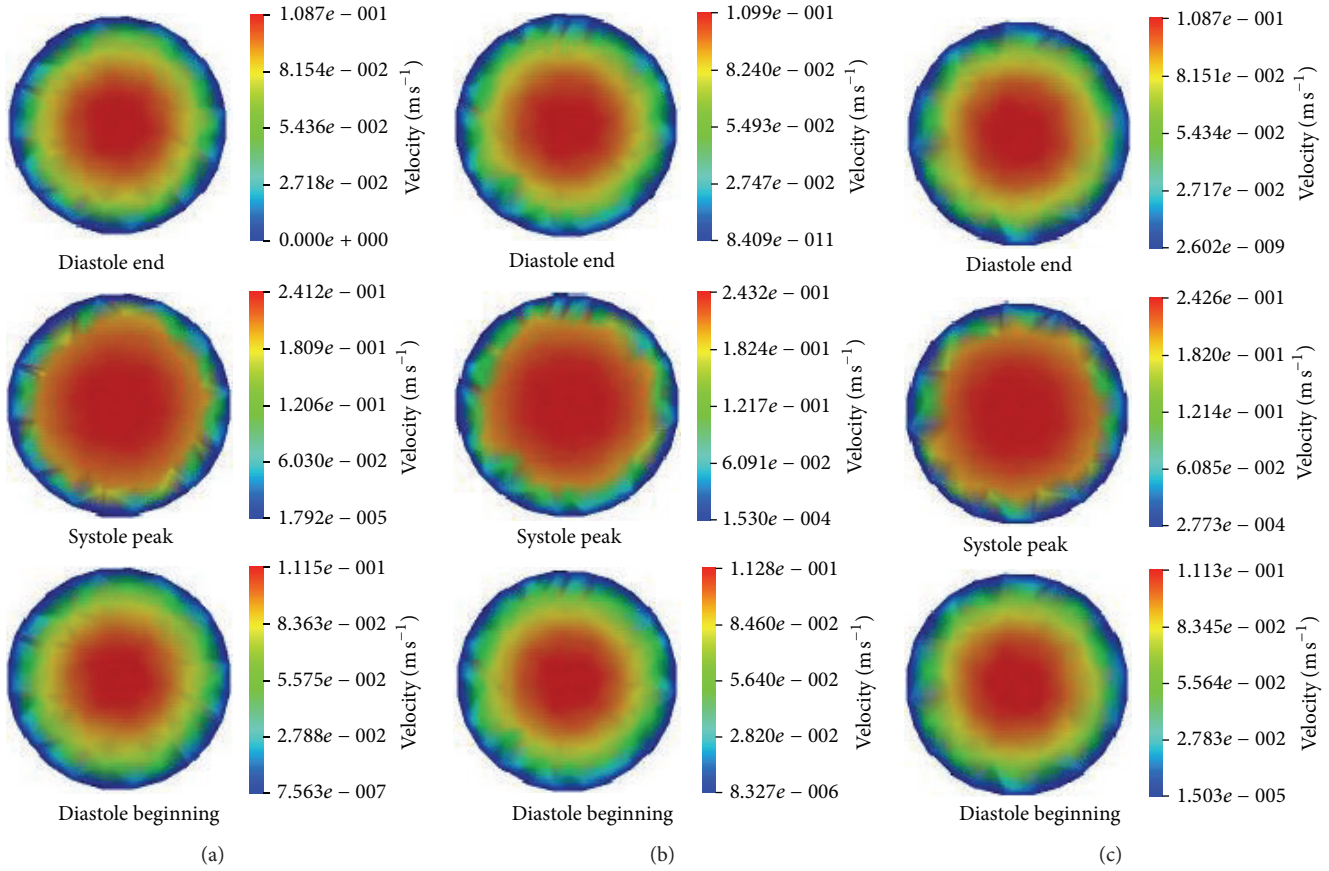 1.087e − 001
8.154e − 002
5.436e − 002
2.718e − 002
0.000e + 000
Velocity (m s⁻¹)
Diastole end
1.099e − 001
8.240e − 002
5.493e − 002
2.747e − 002
8.409e − 011
Velocity (m s⁻¹)
Diastole end
1.087e − 001
8.151e − 002
5.434e − 002
2.717e − 002
2.602e − 009
Velocity (m s⁻¹)
Diastole end
2.412e − 001
1.809e − 001
1.206e − 001
6.030e − 002
1.792e − 005
Velocity (m s⁻¹)
Systole peak
2.432e − 001
1.824e − 001
1.217e − 001
6.091e − 002
1.530e − 004
Velocity (m s⁻¹)
Systole peak
2.426e − 001
1.820e − 001
1.214e − 001
6.085e − 002
2.773e − 004
Velocity (m s⁻¹)
Systole peak
1.115e − 001
8.363e − 002
5.575e − 002
2.788e − 002
7.563e − 007
Velocity (m s⁻¹)
Diastole beginning
1.128e − 001
8.460e − 002
5.640e − 002
2.820e − 002
8.327e − 006
Velocity (m s⁻¹)
Diastole beginning
1.113e − 001
8.345e − 002
5.564e − 002
2.783e − 002
1.503e − 005
Velocity (m s⁻¹)
Diastole beginning
(a)
(b)
(c)